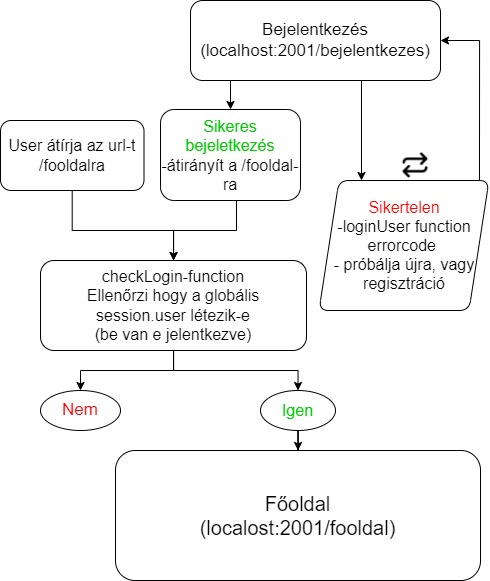 Bejelentkezés
(localhost:2001/bejelentkezes)
User átírja az url-t
/fooldalra
Sikeres
bejeletkezés
-átirányít a /fooldal-
ra
Sikertelen
-loginUser function
errorcode
- próbálja újra, vagy
regisztráció
checkLogin-function
Ellenőrzi hogy a globális
session.user létezik-e
(be van e jelentkezve)
Nem
Igen
Főoldal
(localost:2001/fooldal)